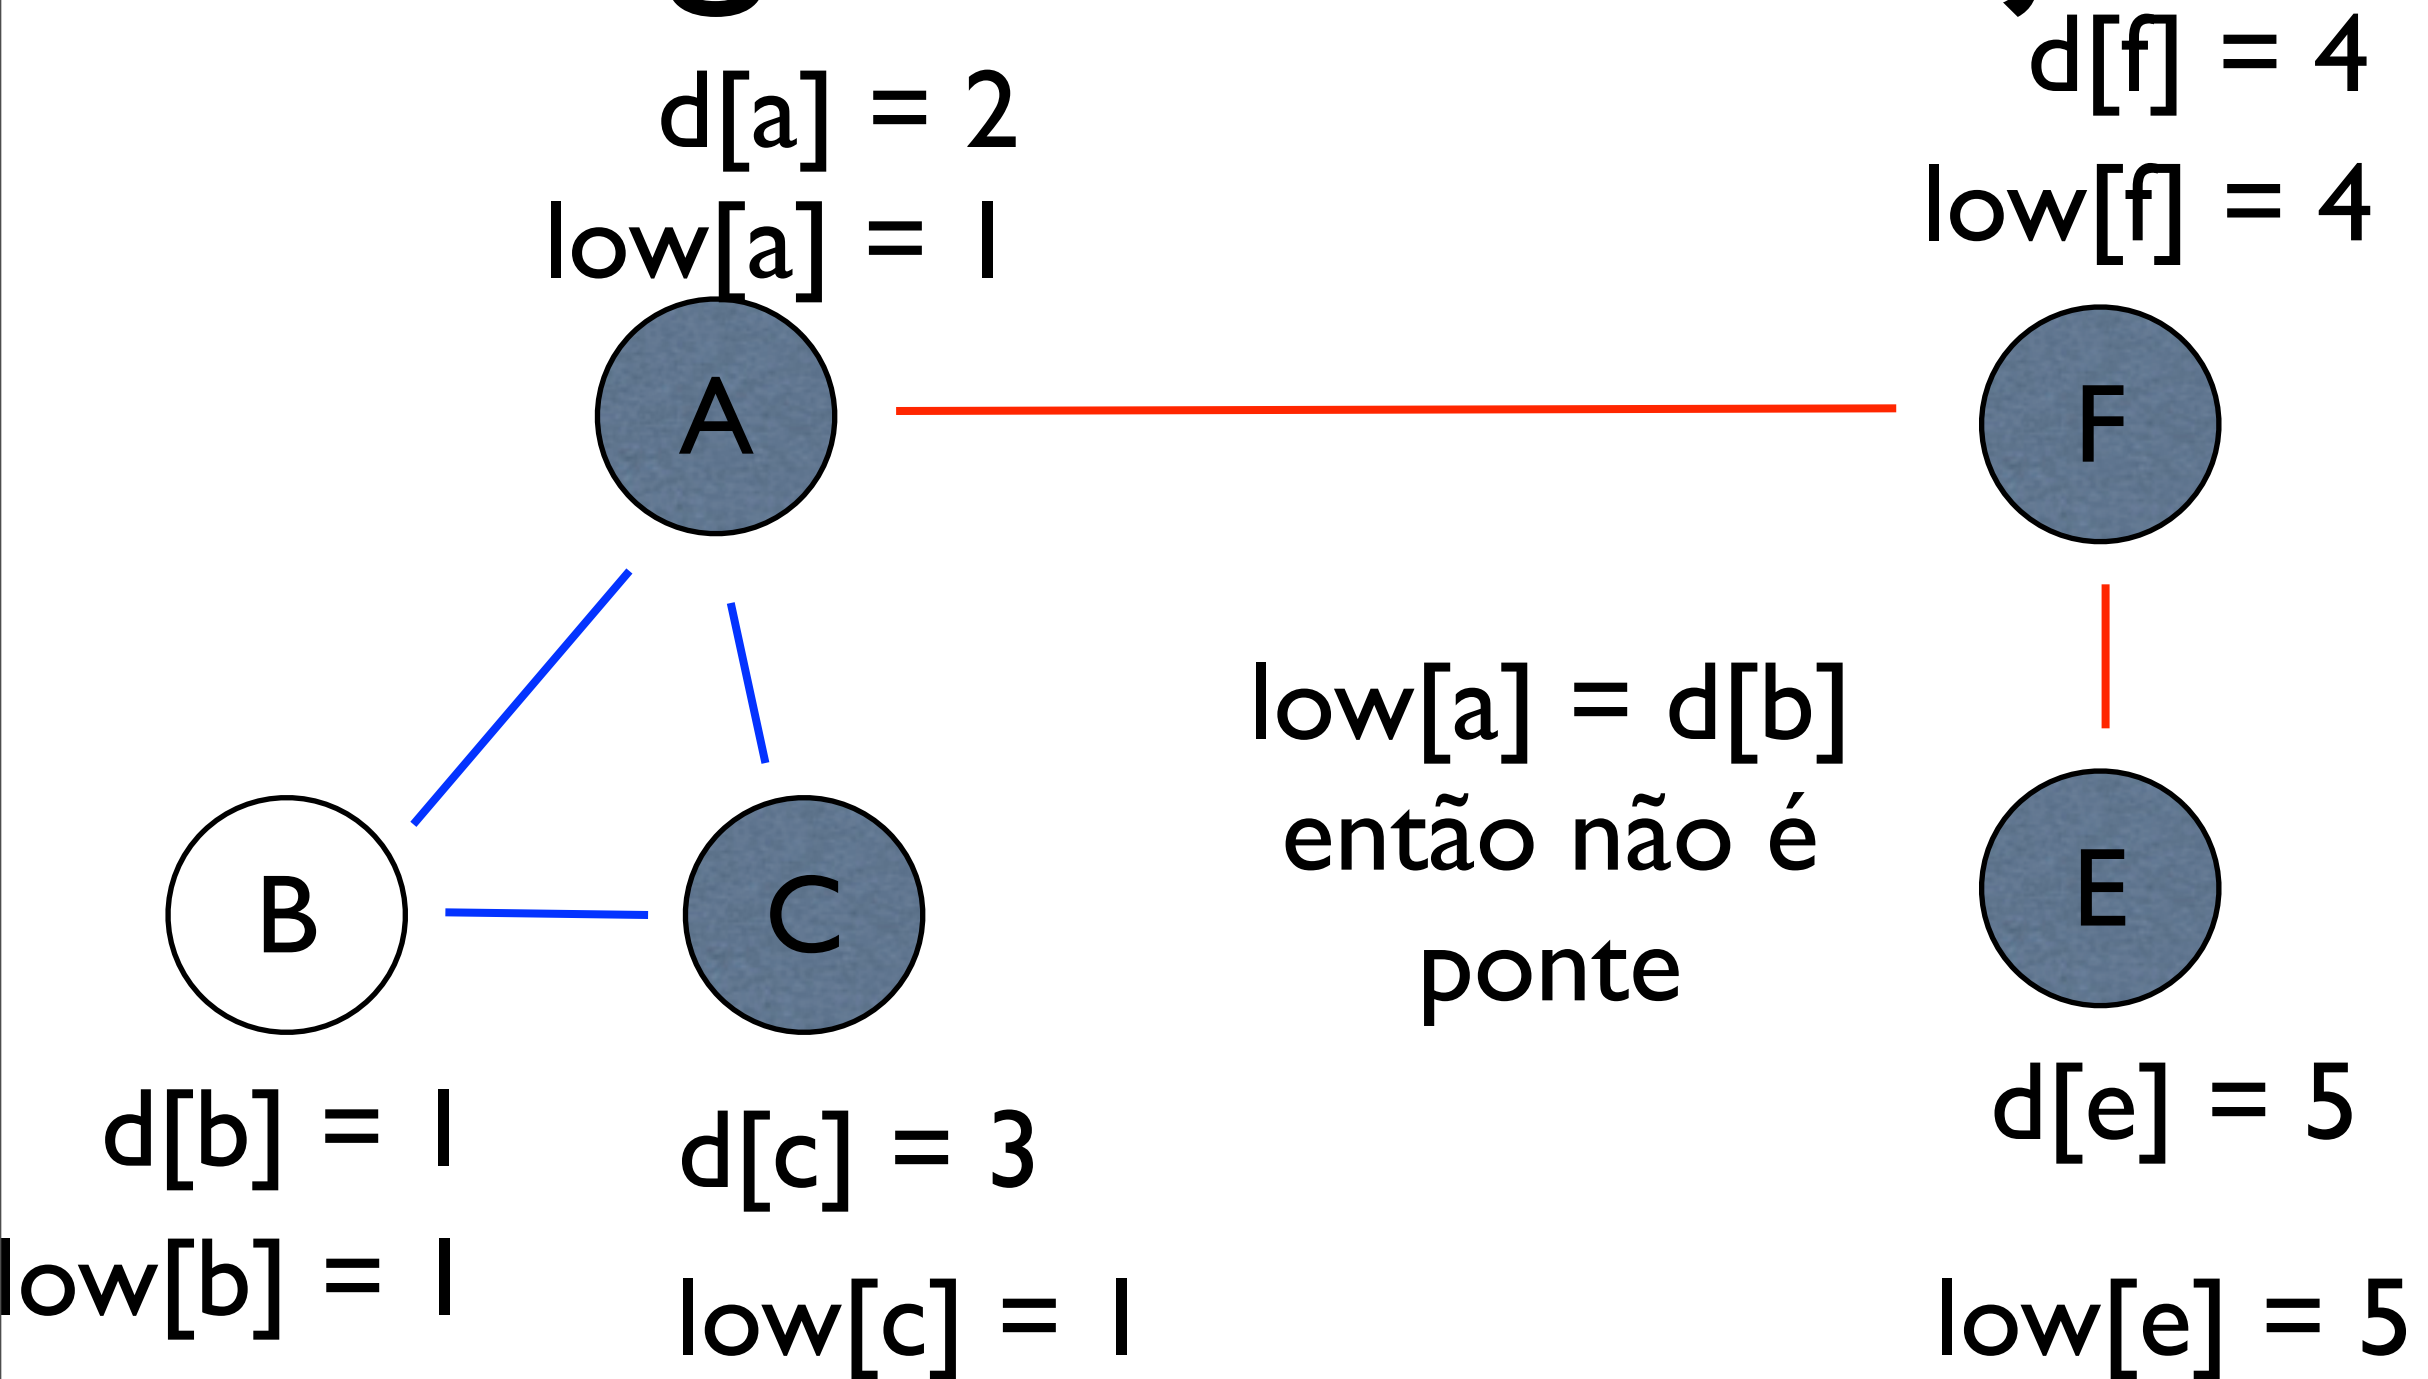 d[a] = 2
low[a] = 1
d[f] = 4
low[f] = 4
A
F
low[a] = d[b]
então não é
ponte
B
C
E
d[b] = 1
low[b] = 1
d[c] = 3
low[c] = 1
d[e] = 5
low[e] = 5